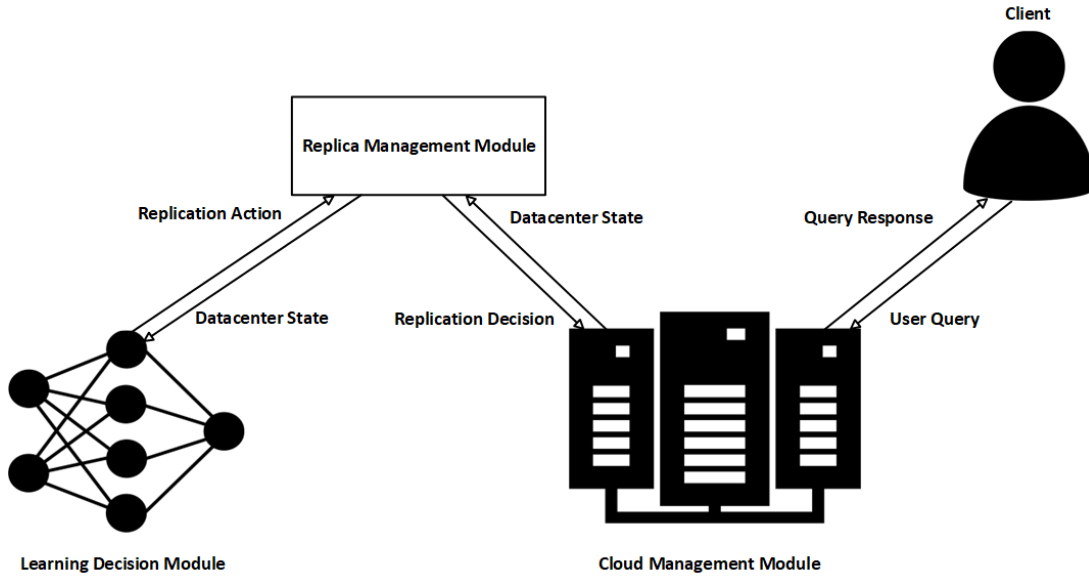 Client
Replica Management Module
Replication Action
Datacenter State
Query Response
Datacenter State
Replication Decision
User Query
Learning Decision Module
Cloud Management Module